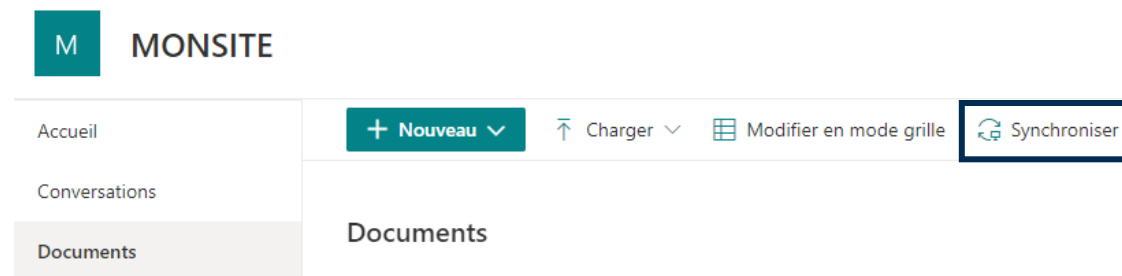 M MONSITE
Accueil
Nouveau Charger Modifier en mode grille Synchroniser
Conversations
Documents
Documents